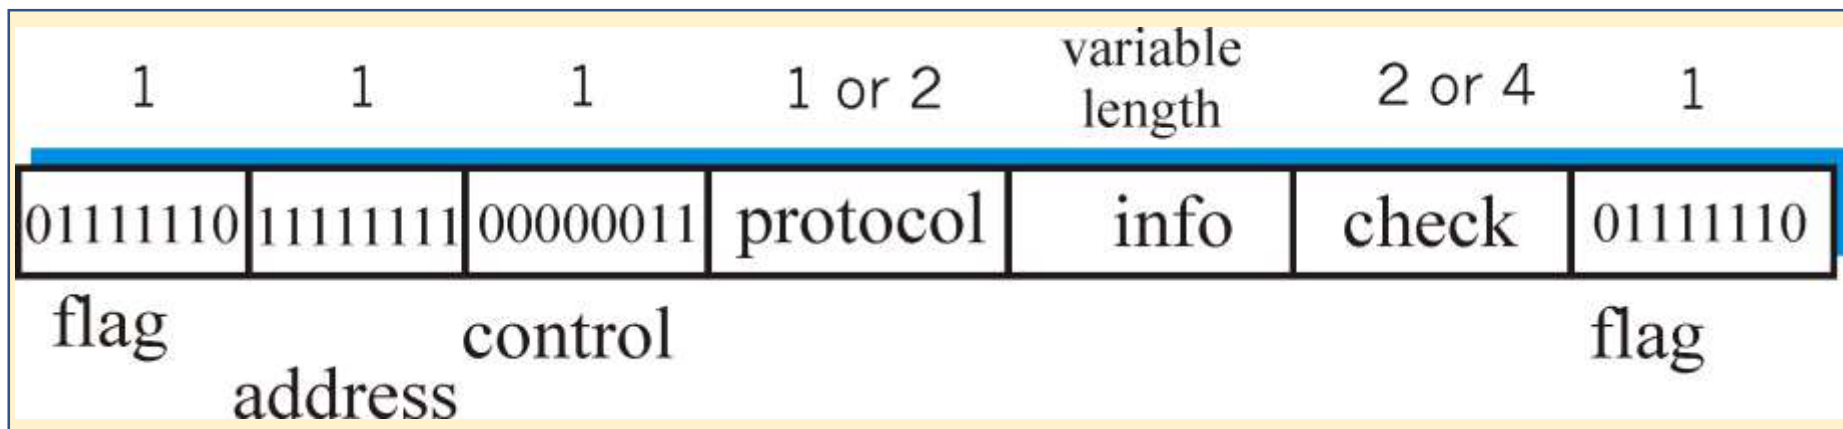 1 1 1 1 or 2 variable length 2 or 4 1
01111110 11111111 00000011 protocol info check 01111110
flag control flag
address